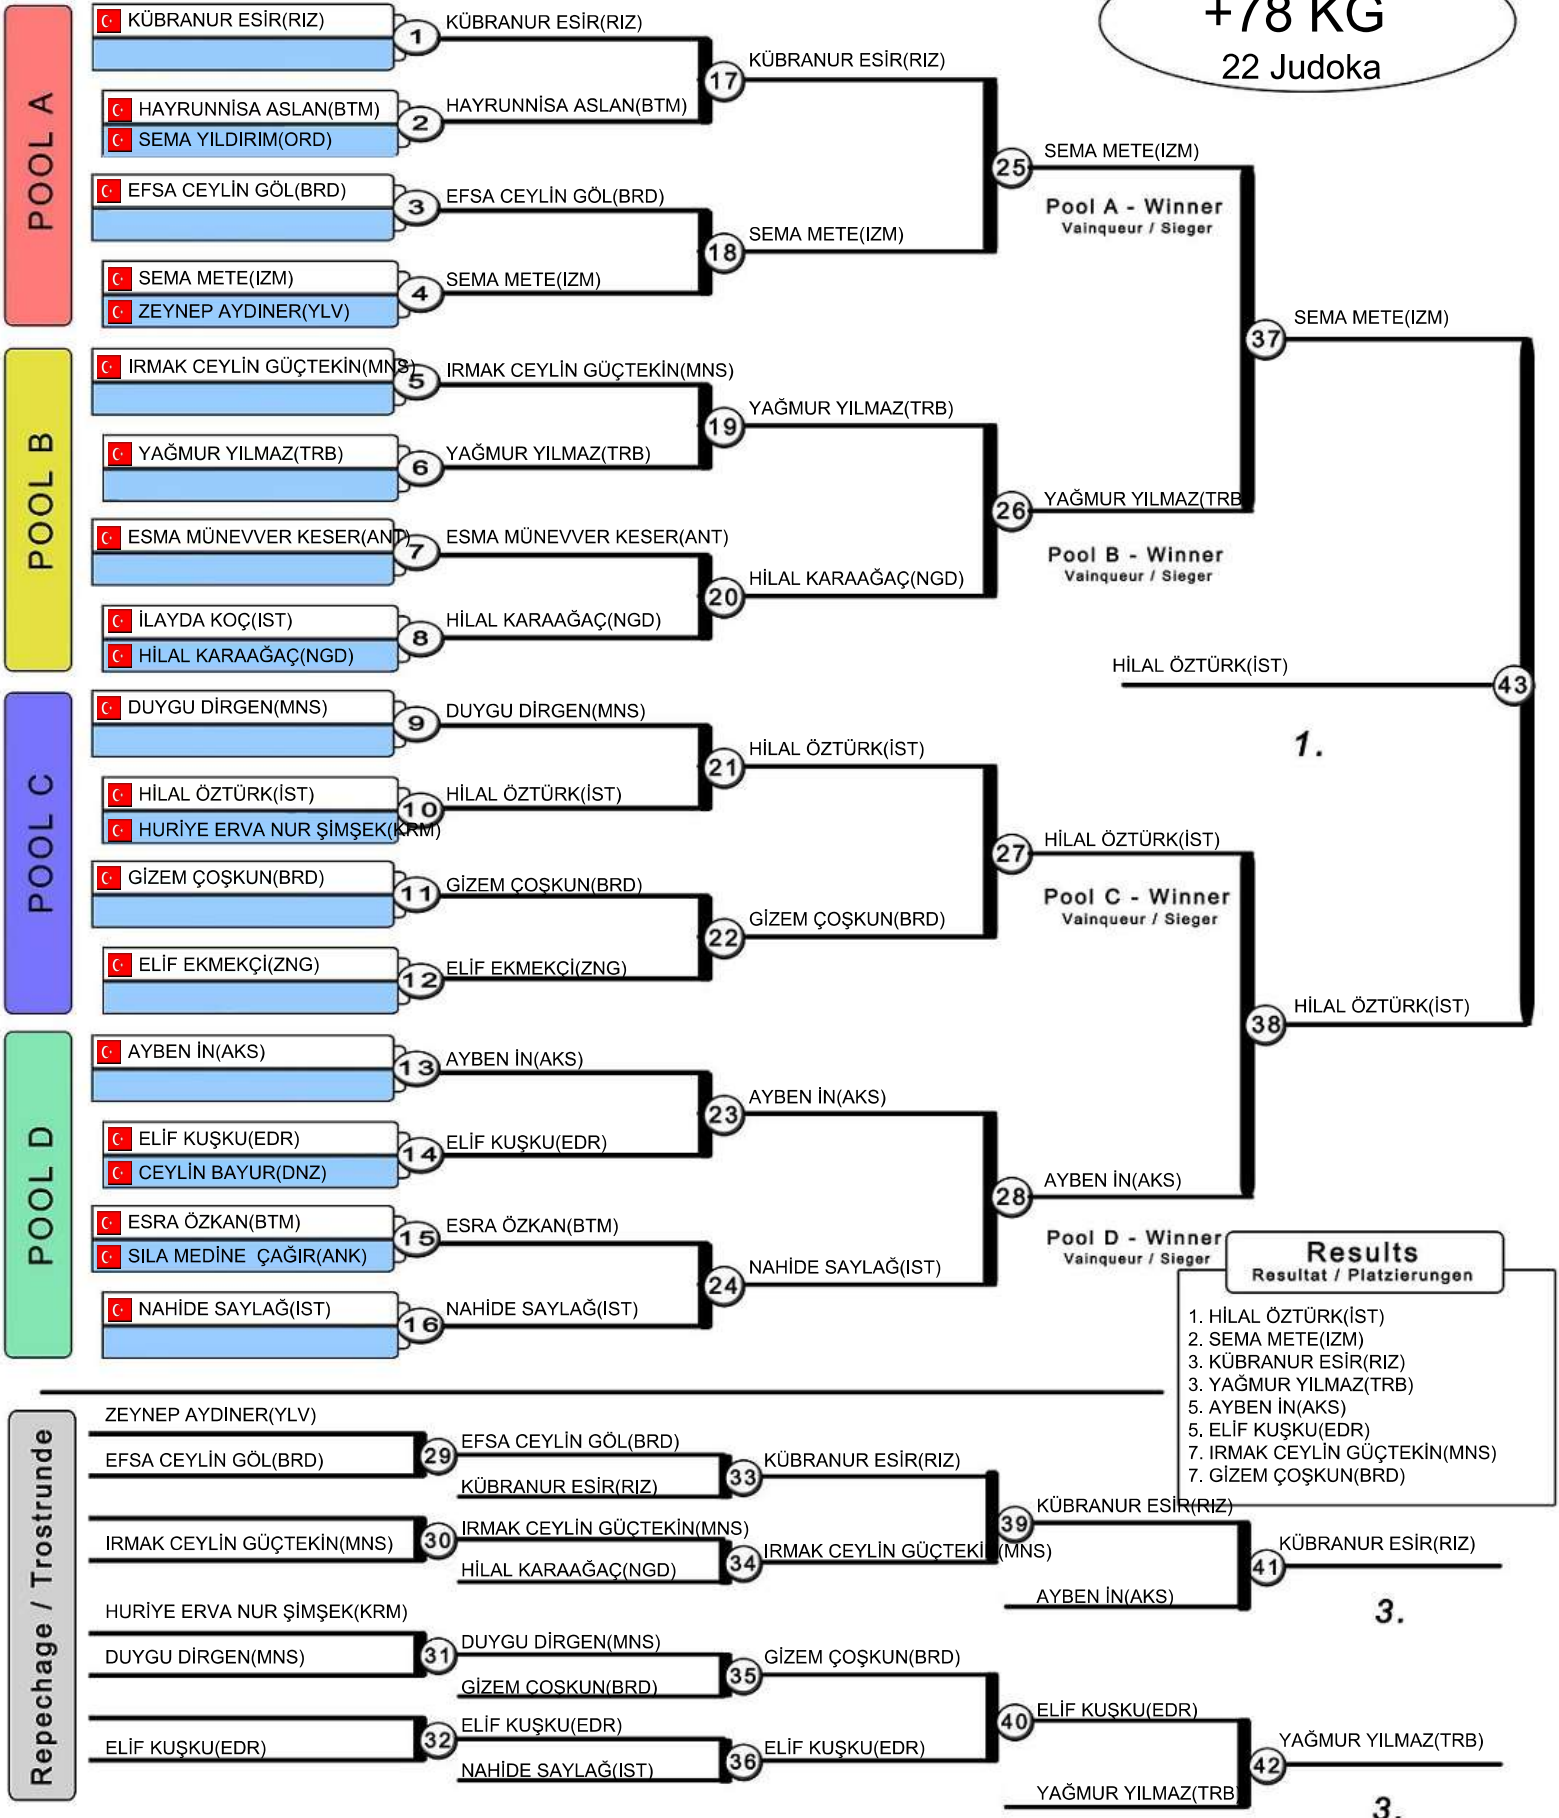 +78 KG
22 Judoka
POOL A
KÜBRANUR ESİR(RIZ)
1
HAYRUNNİSA ASLAN(BTM)
SEMA YILDIRIM(ORD)
2
EFSA CEYLİN GÖL(BRD)
3
SEMA METE(IZM)
ZEYNEP AYDINER(YLV)
4
POOL B
IRMAK CEYLİN GÜÇTEKİN(MNS)
5
YAĞMUR YILMAZ(TRB)
6
ESMA MÜNEVVER KESER(ANT)
7
İLAYDA KOÇ(IST)
HİLAL KARAAĞAÇ(NGD)
8
POOL C
DUYGU DİRGEN(MNS)
9
HİLAL ÖZTÜRK(İST)
HURİYE ERVA NUR ŞİMŞEK(KRM)
10
GİZEM ÇOŞKUN(BRD)
11
ELİF EKMEKÇİ(ZNG)
12
POOL D
AYBEN İN(AKS)
13
ELİF KUŞKU(EDR)
CEYLİN BAYUR(DNZ)
14
ESRA ÖZKAN(BTM)
SILA MEDİNE  ÇAĞIR(ANK)
15
NAHİDE SAYLAĞ(IST)
16
KÜBRANUR ESİR(RIZ)
HAYRUNNİSA ASLAN(BTM)
17
EFSA CEYLİN GÖL(BRD)
SEMA METE(IZM)
18
IRMAK CEYLİN GÜÇTEKİN(MNS)
YAĞMUR YILMAZ(TRB)
19
ESMA MÜNEVVER KESER(ANT)
HİLAL KARAAĞAÇ(NGD)
20
DUYGU DİRGEN(MNS)
HİLAL ÖZTÜRK(İST)
21
GİZEM ÇOŞKUN(BRD)
ELİF EKMEKÇİ(ZNG)
22
AYBEN İN(AKS)
ELİF KUŞKU(EDR)
23
ESRA ÖZKAN(BTM)
NAHİDE SAYLAĞ(IST)
24
KÜBRANUR ESİR(RIZ)
SEMA METE(IZM)
25
YAĞMUR YILMAZ(TRB)
HİLAL KARAAĞAÇ(NGD)
26
HİLAL ÖZTÜRK(İST)
GİZEM ÇOŞKUN(BRD)
27
AYBEN İN(AKS)
NAHİDE SAYLAĞ(IST)
28
SEMA METE(IZM)
Pool A - Winner
Vainqueur / Sieger
YAĞMUR YILMAZ(TRB
Pool B - Winner
Vainqueur / Sieger
37
HİLAL ÖZTÜRK(İST)
Pool C - Winner
Vainqueur / Sieger
AYBEN İN(AKS)
Pool D - Winner
Vainqueur / Sieger
38
SEMA METE(IZM)
HİLAL ÖZTÜRK(İST)
43
HİLAL ÖZTÜRK(İST)
1.
Results
Resultat / Platzierungen
1. HİLAL ÖZTÜRK(İST)
2. SEMA METE(IZM)
3. KÜBRANUR ESİR(RIZ)
3. YAĞMUR YILMAZ(TRB)
5. AYBEN İN(AKS)
5. ELİF KUŞKU(EDR)
7. IRMAK CEYLİN GÜÇTEKİN(MNS)
7. GİZEM ÇOŞKUN(BRD)
Repechage / Trostrunde
ZEYNEP AYDINER(YLV)
EFSA CEYLİN GÖL(BRD)
29
IRMAK CEYLİN GÜÇTEKİN(MNS)
30
HURİYE ERVA NUR ŞİMŞEK(KRM)
DUYGU DİRGEN(MNS)
31
ELİF KUŞKU(EDR)
32
EFSA CEYLİN GÖL(BRD)
KÜBRANUR ESİR(RIZ)
33
IRMAK CEYLİN GÜÇTEKİN(MNS)
HİLAL KARAAĞAÇ(NGD)
34
DUYGU DİRGEN(MNS)
GİZEM ÇOŞKUN(BRD)
35
ELİF KUŞKU(EDR)
NAHİDE SAYLAĞ(IST)
36
KÜBRANUR ESİR(RIZ)
IRMAK CEYLİN GÜÇTEKİN(MNS)
39
GİZEM ÇOŞKUN(BRD)
ELİF KUŞKU(EDR)
40
KÜBRANUR ESİR(RIZ)
AYBEN İN(AKS)
41
ELİF KUŞKU(EDR)
YAĞMUR YILMAZ(TRB
42
KÜBRANUR ESİR(RIZ)
3.
YAĞMUR YILMAZ(TRB)
3.